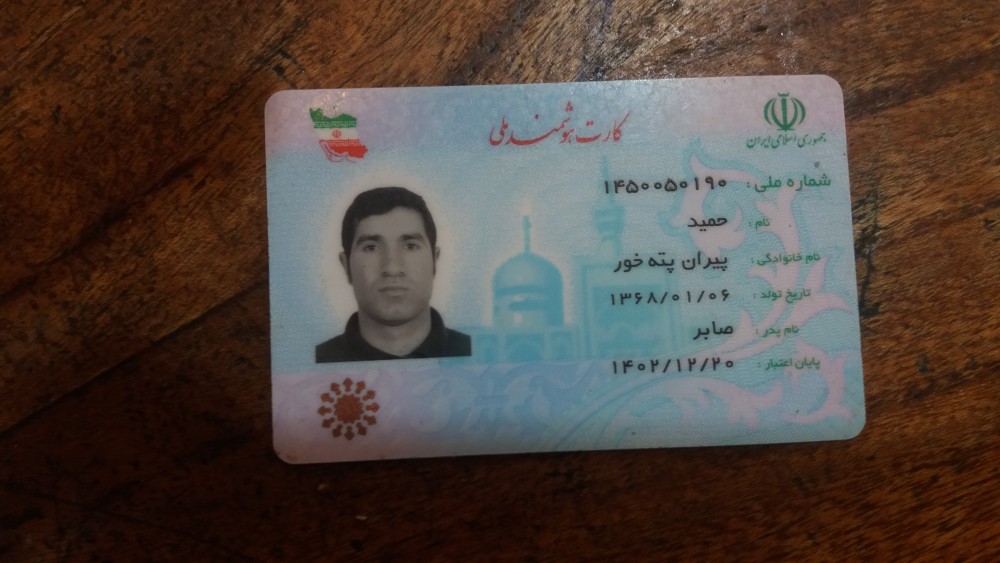 کارت هوشمند ملی
جمهوری اسلامی ایران
شماره ملی: ۱۴۵۰۰۵۰۱۹۰
نام: حمید
نام خانوادگی: پیران پته خور
تاریخ تولد: ۱۳۶۸/۰۱/۰۶
نام پدر: صابر
پایان اعتبار: ۱۴۰۲/۱۲/۲۰